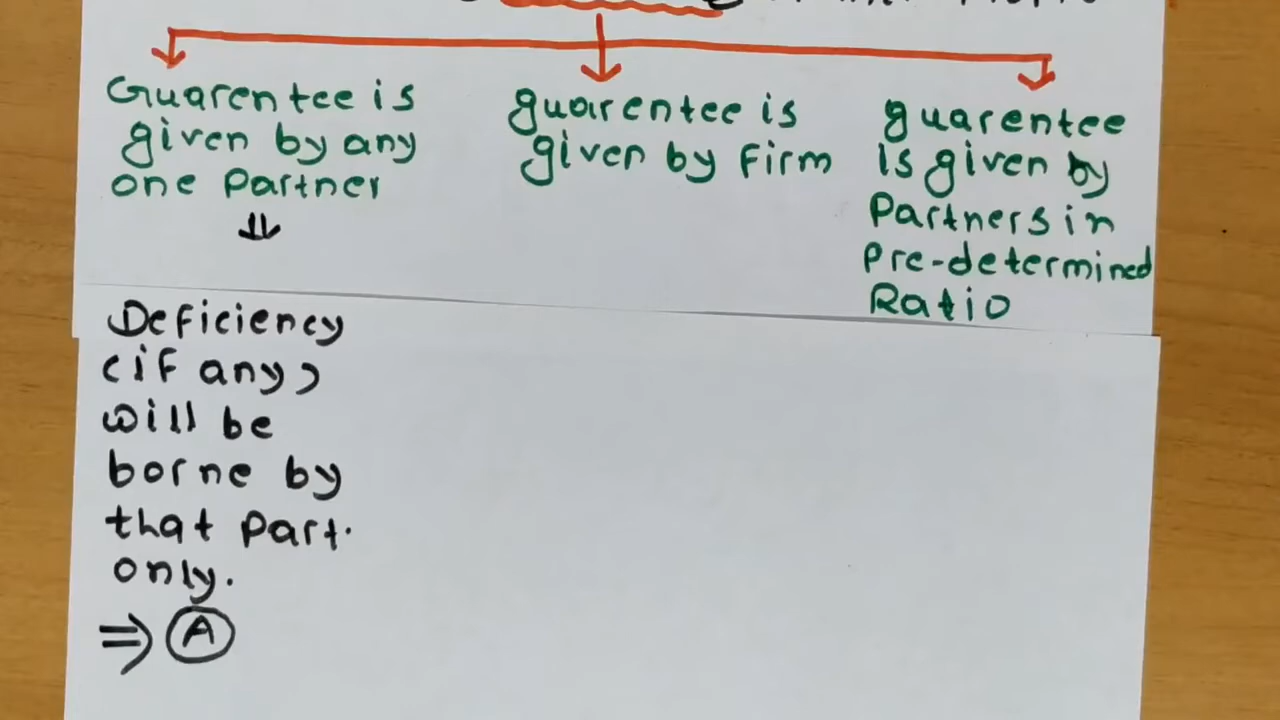 Guarentee is
given by any
one Partner
guarentee is
given by Firm
guarentee
is given by
Partners in
Pre-determined
Ratio
Deficiency
(if any)
will be
borne by
that Part.
only.
⇒ A